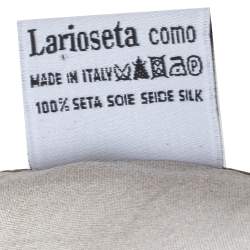 Larioseta como
MADE IN ITALY
100% SETA SOIE SEIDE SILK